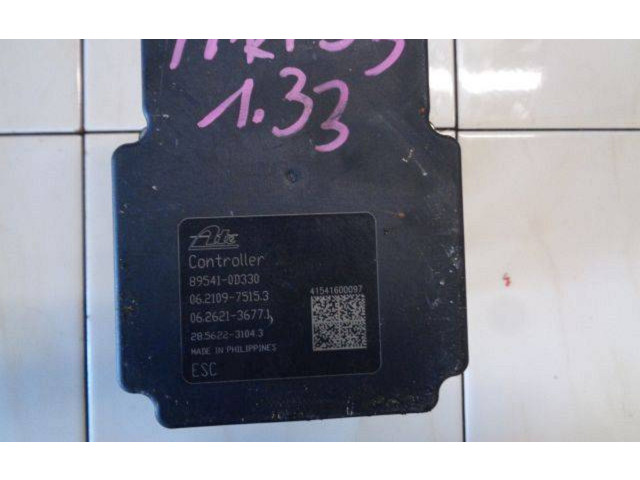 1.33
Ate
Controller
89541-0D330
06.2109-7515.3
41541600097
06.2621-3677.1
28.5622-3104.3
MADE IN PHILIPPINES
ESC